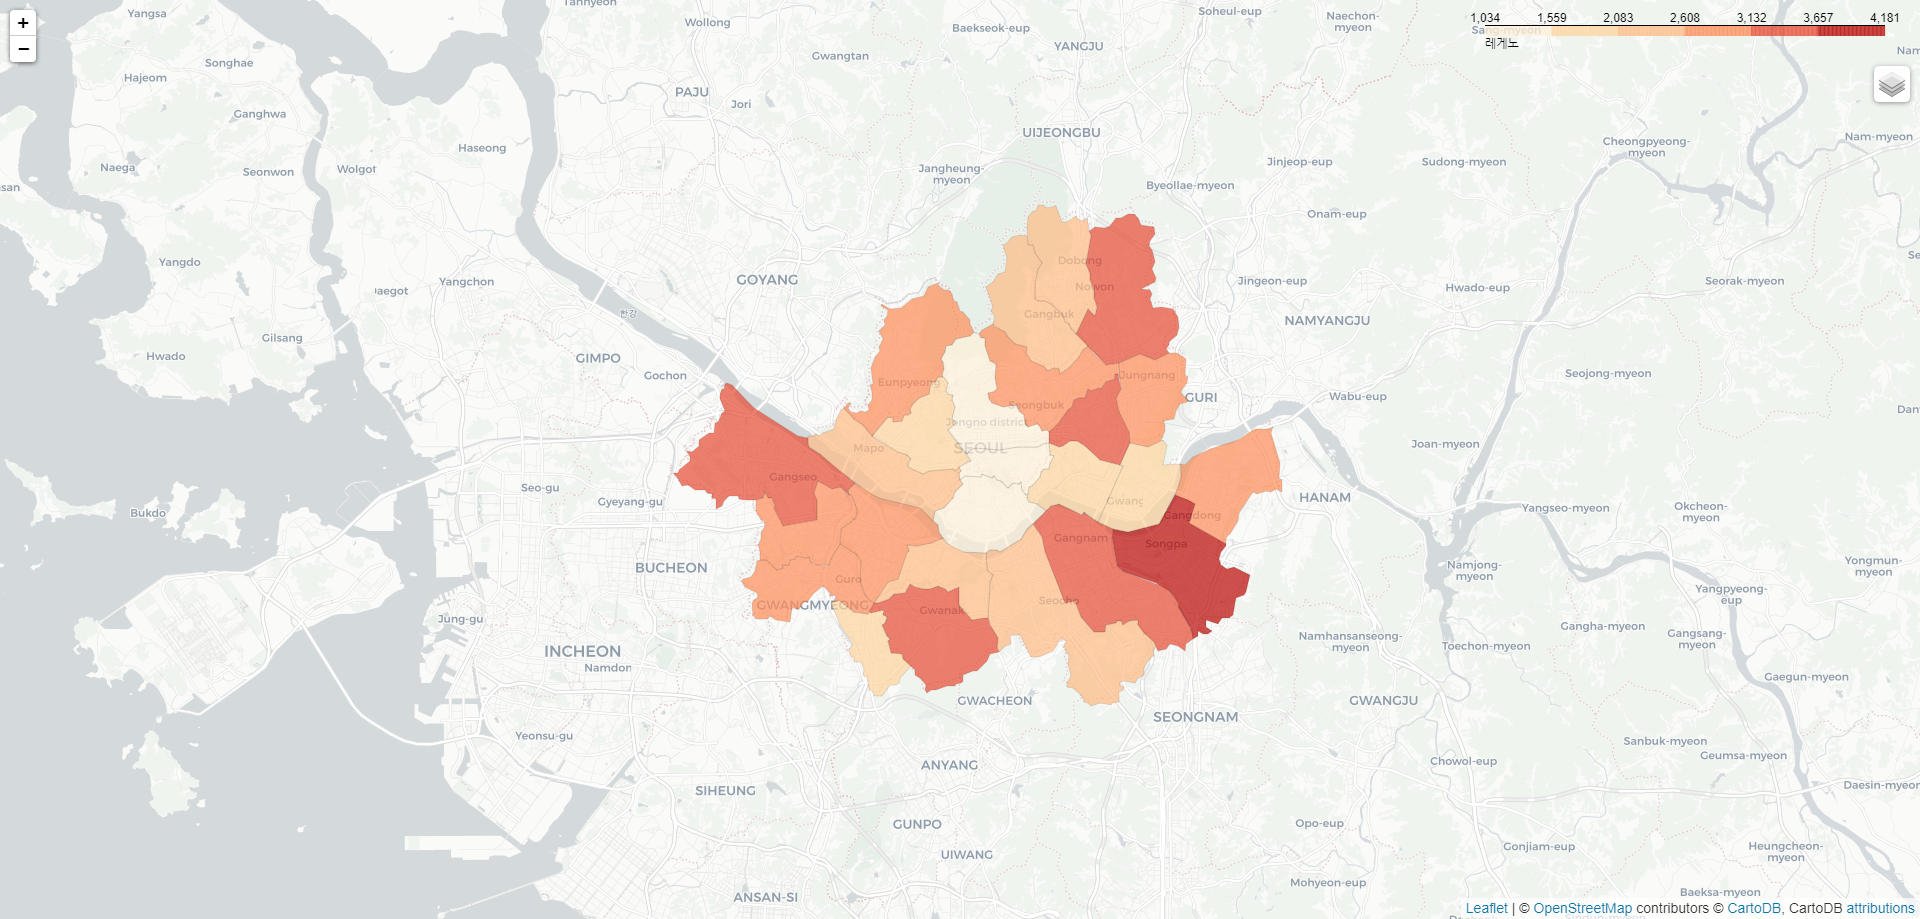 +
−
1,034 1,559 2,083 2,608 3,132 3,657 4,181
레게노
Yangsa
Tannyeon
Wollong
Baekseok-eup
Soheul-eup
Naechon-myeon
Sang-myeon
YANGJU
Gwangtan
Songhae
Hajeom
PAJU
Jori
Ganghwa
UIJEONGBU
Cheongpyeong-myeon
Nam-myeon
Haseong
Naega
Seonwon
Wolgot
Jangheung-myeon
Jinjeop-eup
Sudong-myeon
Byeollae-myeon
Onam-eup
Yangdo
Yangchon
GOYANG
Dobong
Jingeon-eup
Hwado-eup
Seorak-myeon
Nowon
한강
Gangbuk
NAMYANGJU
Gilsang
Hwado
GIMPO
Gochon
Eunpyeong
Jungnang
Seojong-myeon
GURI
Wabu-eup
Seongbuk
Jongno district
SEOUL
Mapo
Joan-myeon
Gangseo
Seo-gu
Gyeyang-gu
HANAM
Gwang
Yangseo-myeon
Okcheon-myeon
Bukdo
Gangdong
Gangnam
Songpa
BUCHEON
Guro
Namjong-myeon
Yongmun-myeon
Yangpyeong-eup
GWANGMYEONG
Gwanak
Seocho
Jung-gu
Gangha-myeon
Gangsang-myeon
Namhansanseong-myeon
Toechon-myeon
INCHEON
Namdon
Gaegun-myeon
GWACHEON
GWANGJU
SEONGNAM
Yeonsu-gu
Sanbuk-myeon
Geumsa-myeon
Chowol-eup
ANYANG
SIHEUNG
Daesin-myeon
GUNPO
Opo-eup
Gonjiam-eup
Heungcheon-myeon
UIWANG
Mohyeon-eup
Baeksa-myeon
ANSAN-SI
Leaflet | © OpenStreetMap contributors © CartoDB, CartoDB attributions